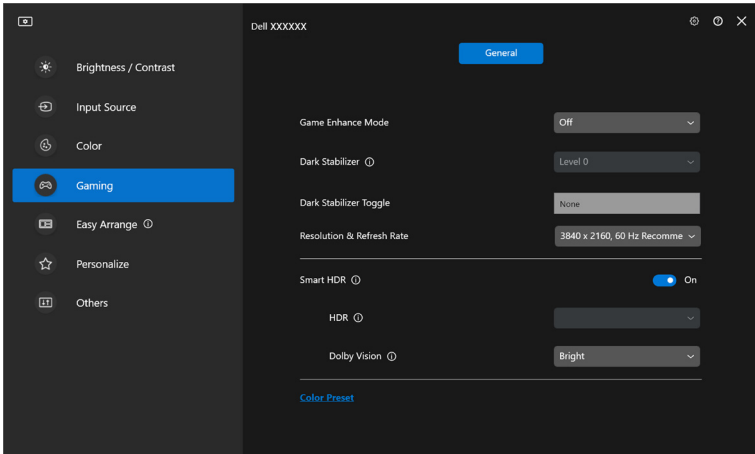 Dell XXXXXX
Brightness / Contrast
Input Source
Color
Gaming
Easy Arrange
Personalize
Others
General
Game Enhance Mode
Off
Dark Stabilizer
Level 0
Dark Stabilizer Toggle
None
Resolution & Refresh Rate
3840 x 2160, 60 Hz Recomme
Smart HDR
On
HDR
Dolby Vision
Bright
Color Preset